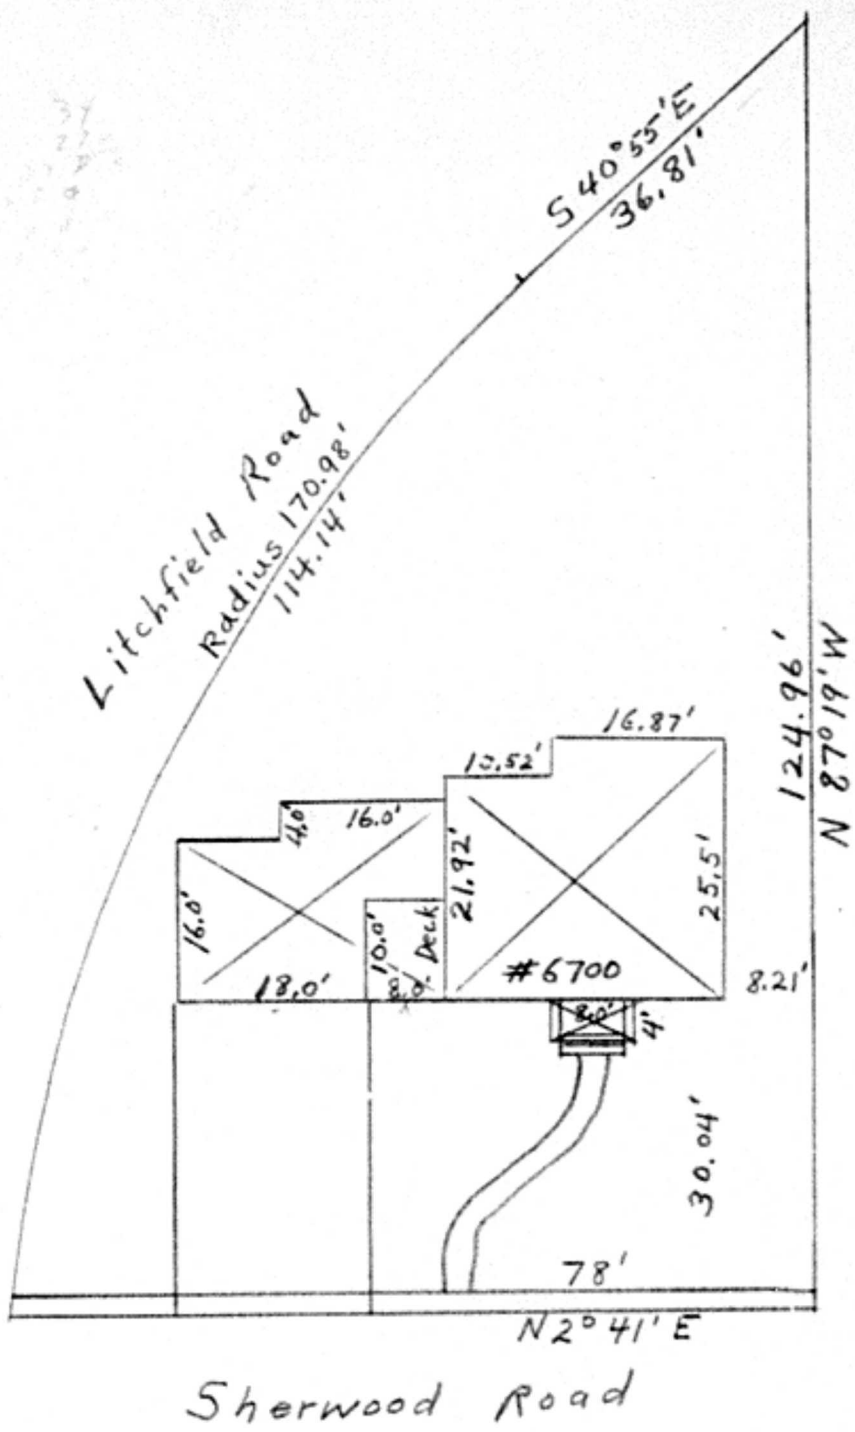 S 40°55' E
36.81'
Litchfield Road
Radius 170.98'
114.14'
124.96'
N 87°19' W
16.87'
10.52'
4.0'
16.0'
21.92'
25.5'
16.0'
10.0'
Deck
18.0'
#6700
8.21'
8.0'
4'
30.04'
78'
N 2° 41' E
Sherwood Road